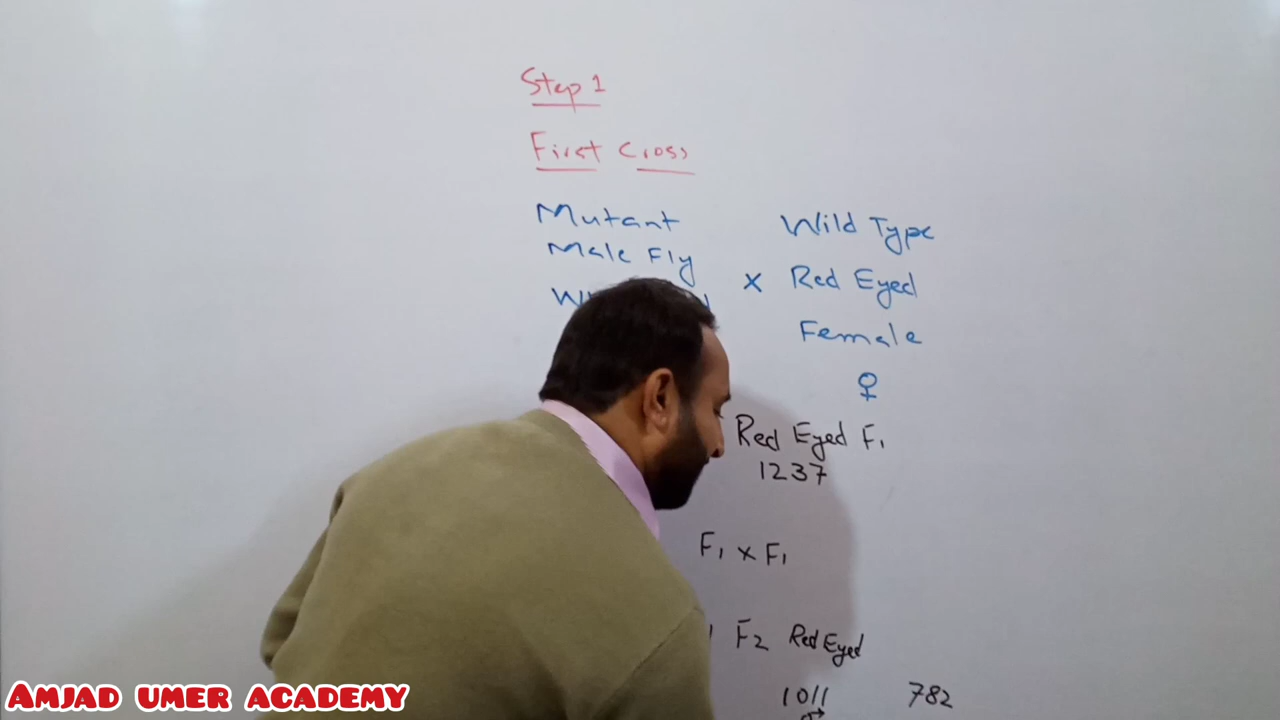 Step 1
First Cross
Mutant
Male Fly
Wild Type
x Red Eyed
Female
♀
Red Eyed F₁
1237
F₁ x F₁
F₂ Red Eyed
1011 782
♂
AMJAD UMER ACADEMY